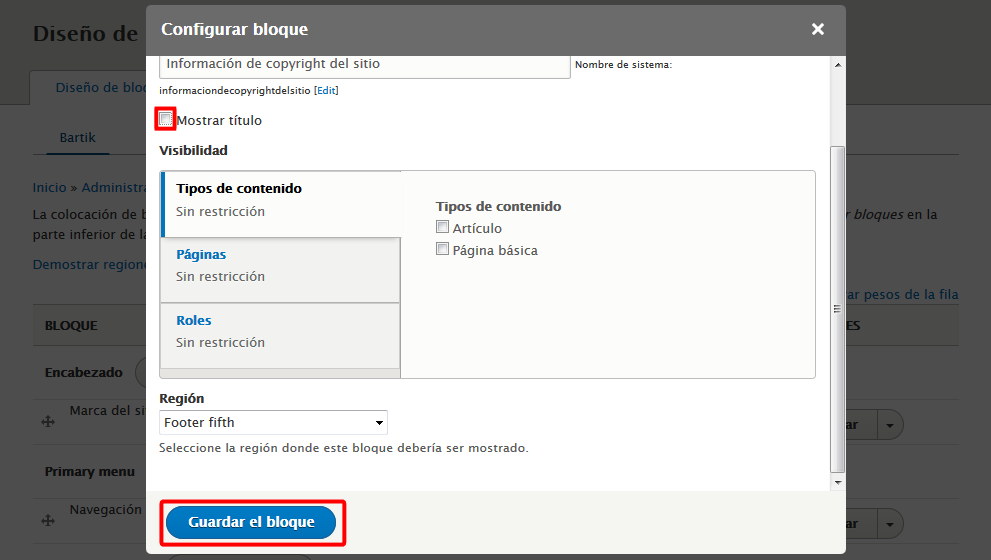 Diseño de
Configurar bloque
×
Diseño de bloq
Información de copyright del sitio
Nombre de sistema:
informaciondecopyrightdelsitio [Edit]
Mostrar título
Bartik
Visibilidad
Tipos de contenido
Sin restricción
Tipos de contenido
Artículo
Página básica
Páginas
Sin restricción
Roles
Sin restricción
Inicio » Administra
La colocación de b
r bloques en la
parte inferior de la
Demostrar regione
ar pesos de la fila
BLOQUE
ES
Encabezado
Región
Footer fifth
Marca del si
ar
Seleccione la región donde este bloque debería ser mostrado.
Primary menu
Navegación
ar
Guardar el bloque